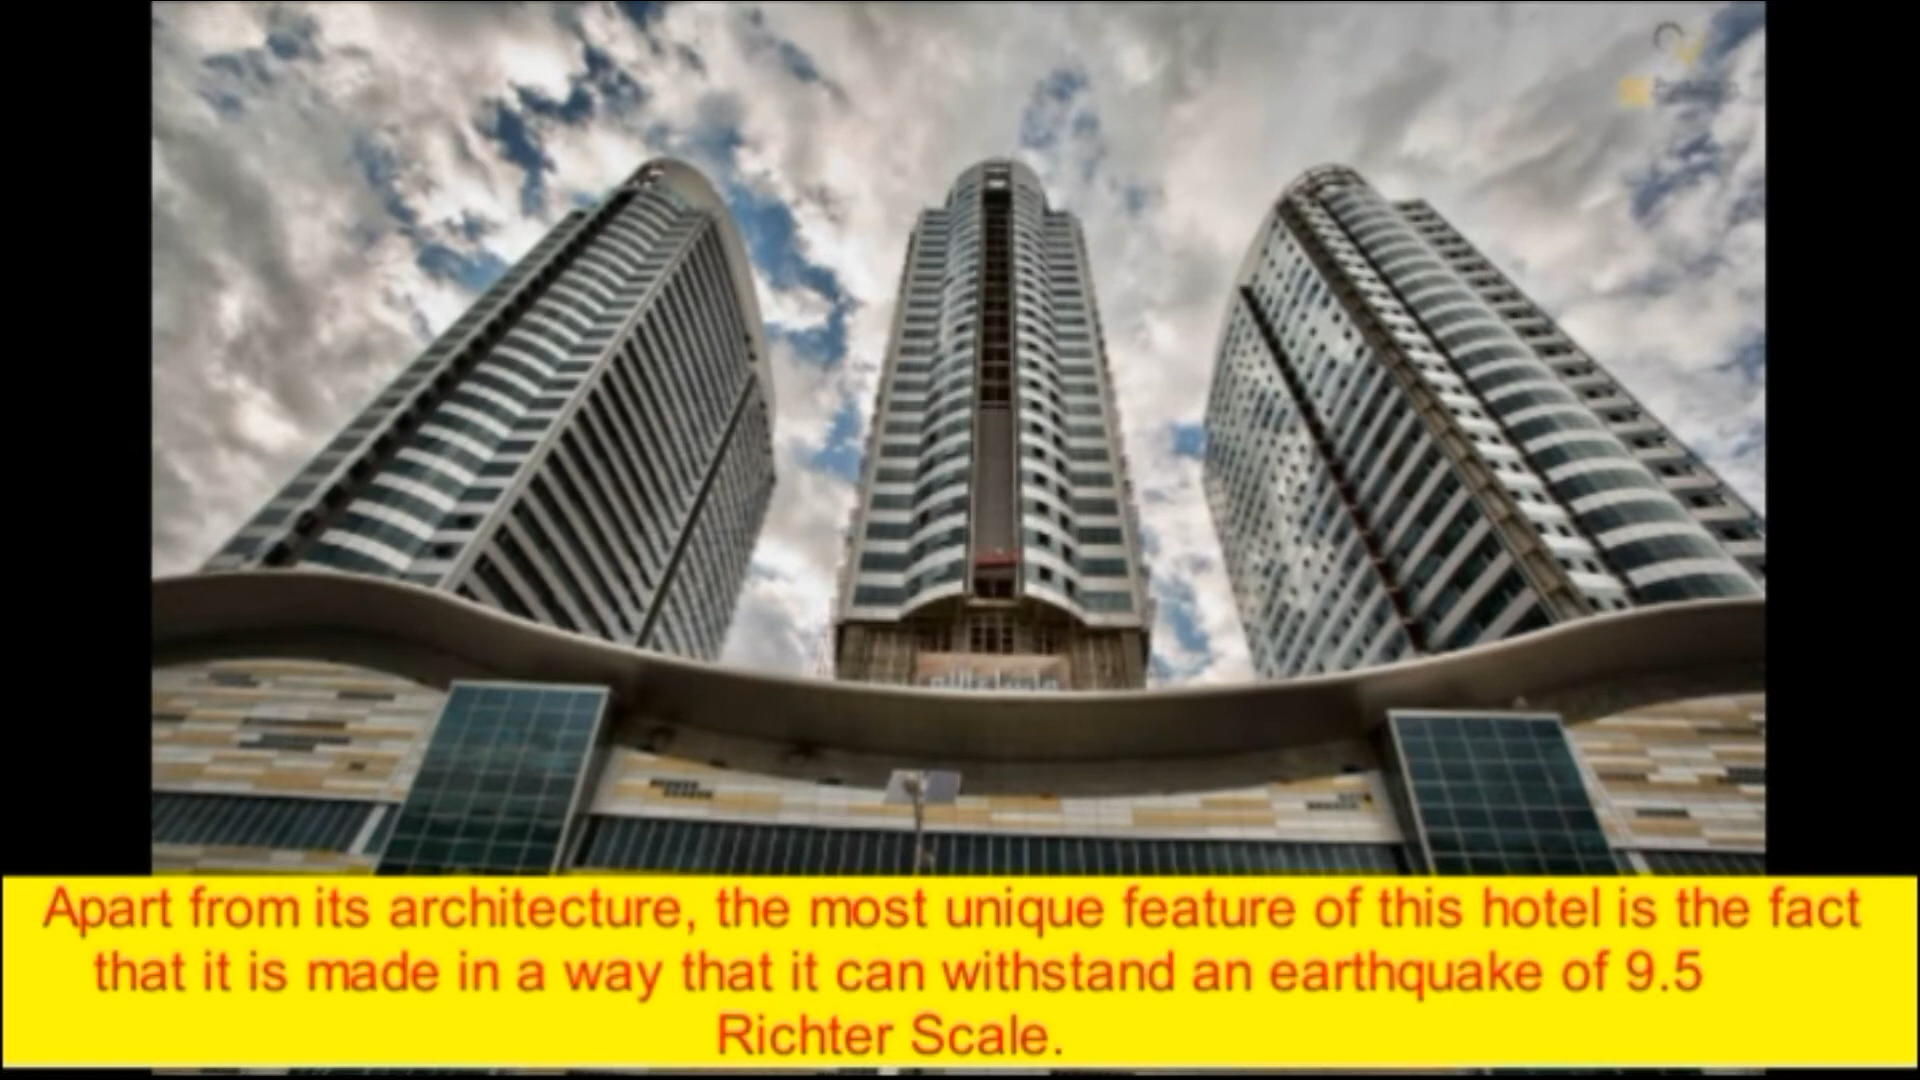 Apart from its architecture, the most unique feature of this hotel is the fact
that it is made in a way that it can withstand an earthquake of 9.5
Richter Scale.